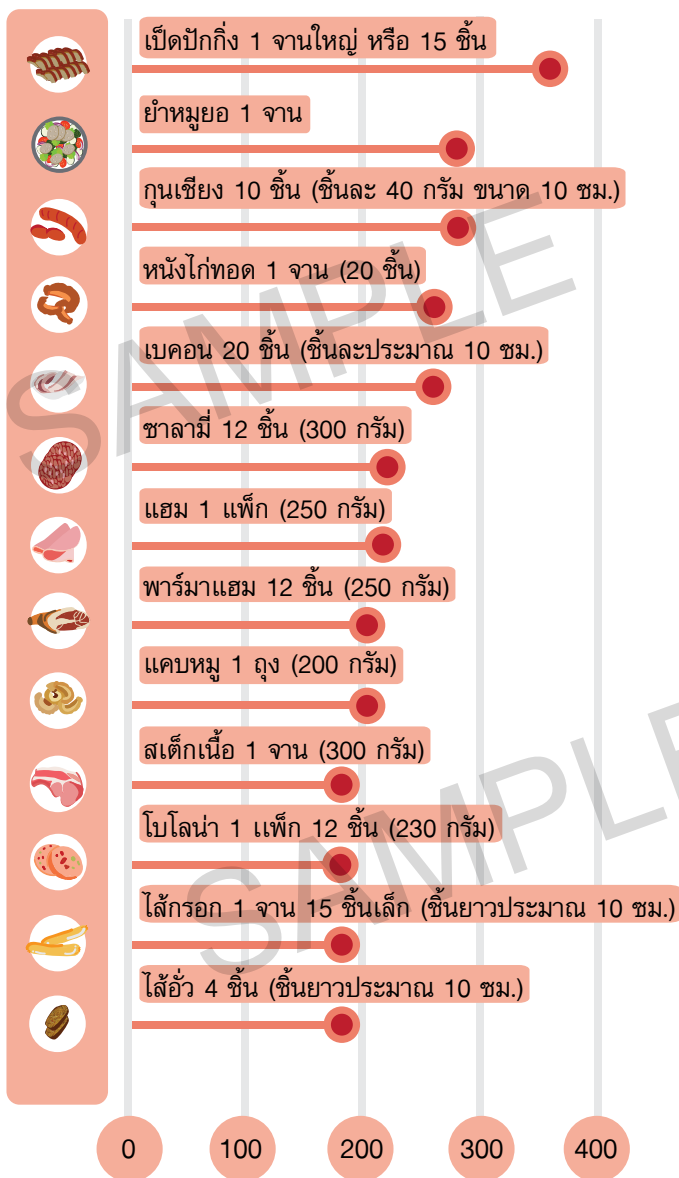 เป็ดปักกิ่ง 1 จานใหญ่ หรือ 15 ชิ้น
ยำหมูยอ 1 จาน
กุนเชียง 10 ชิ้น (ชิ้นละ 40 กรัม ขนาด 10 ซม.)
หนังไก่ทอด 1 จาน (20 ชิ้น)
เบคอน 20 ชิ้น (ชิ้นละประมาณ 10 ซม.)
ซาลามี่ 12 ชิ้น (300 กรัม)
แฮม 1 แพ็ก (250 กรัม)
พาร์มาแฮม 12 ชิ้น (250 กรัม)
แคบหมู 1 ถุง (200 กรัม)
สเต็กเนื้อ 1 จาน (300 กรัม)
โบโลน่า 1 แพ็ก 12 ชิ้น (230 กรัม)
ไส้กรอก 1 จาน 15 ชิ้นเล็ก (ชิ้นยาวประมาณ 10 ซม.)
ไส้อั่ว 4 ชิ้น (ชิ้นยาวประมาณ 10 ซม.)
0 100 200 300 400
SAMPLE
SAMPLE